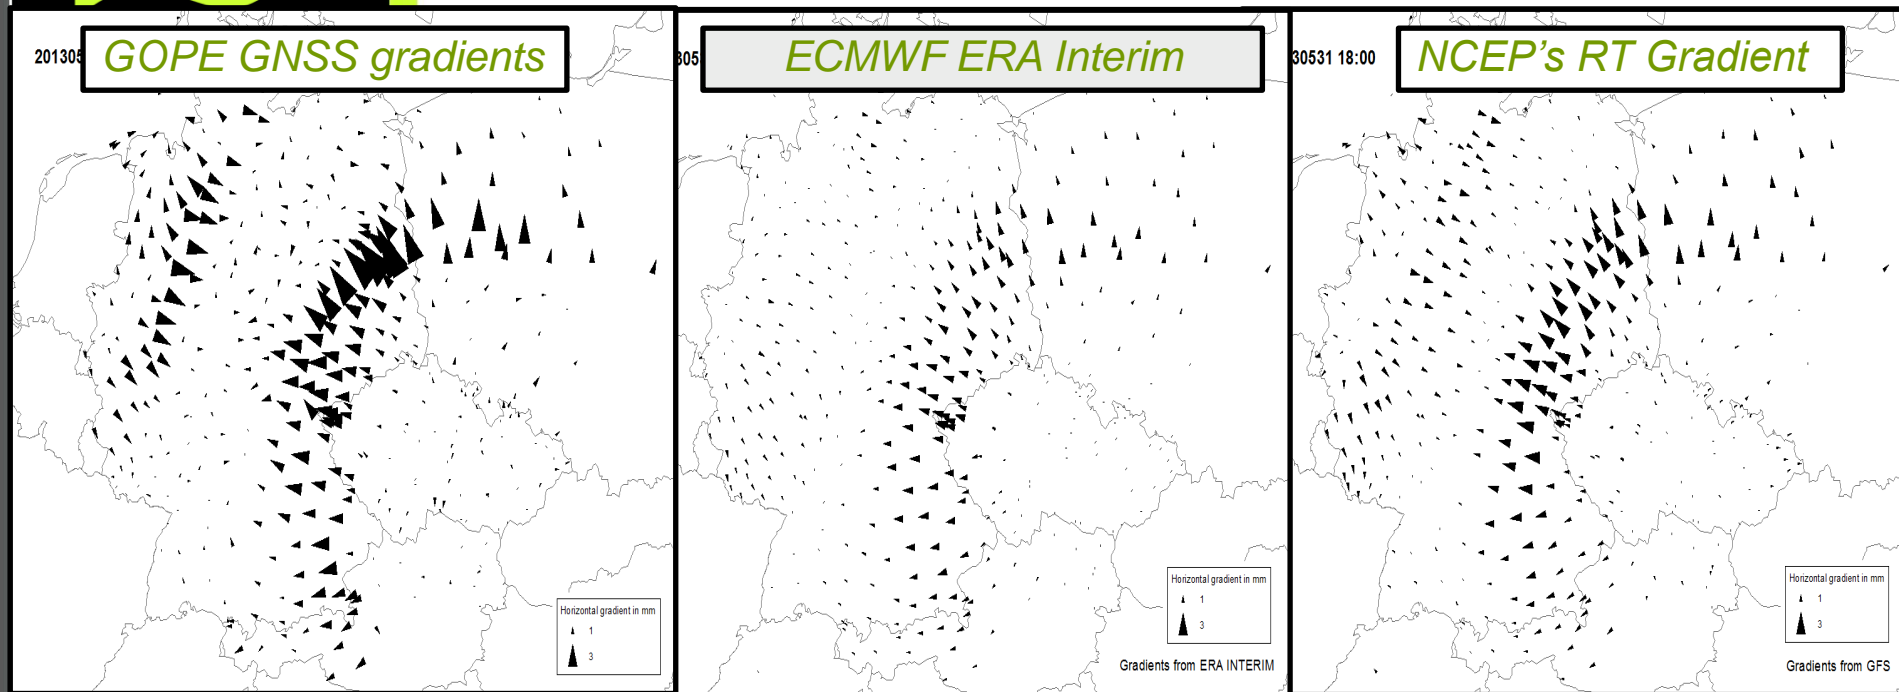 GOPE GNSS gradients
201305
Horizontal gradient in mm
1
3
ECMWF ERA Interim
305
Horizontal gradient in mm
1
3
Gradients from ERA INTERIM
NCEP's RT Gradient
30531 18:00
Horizontal gradient in mm
1
3
Gradients from GFS